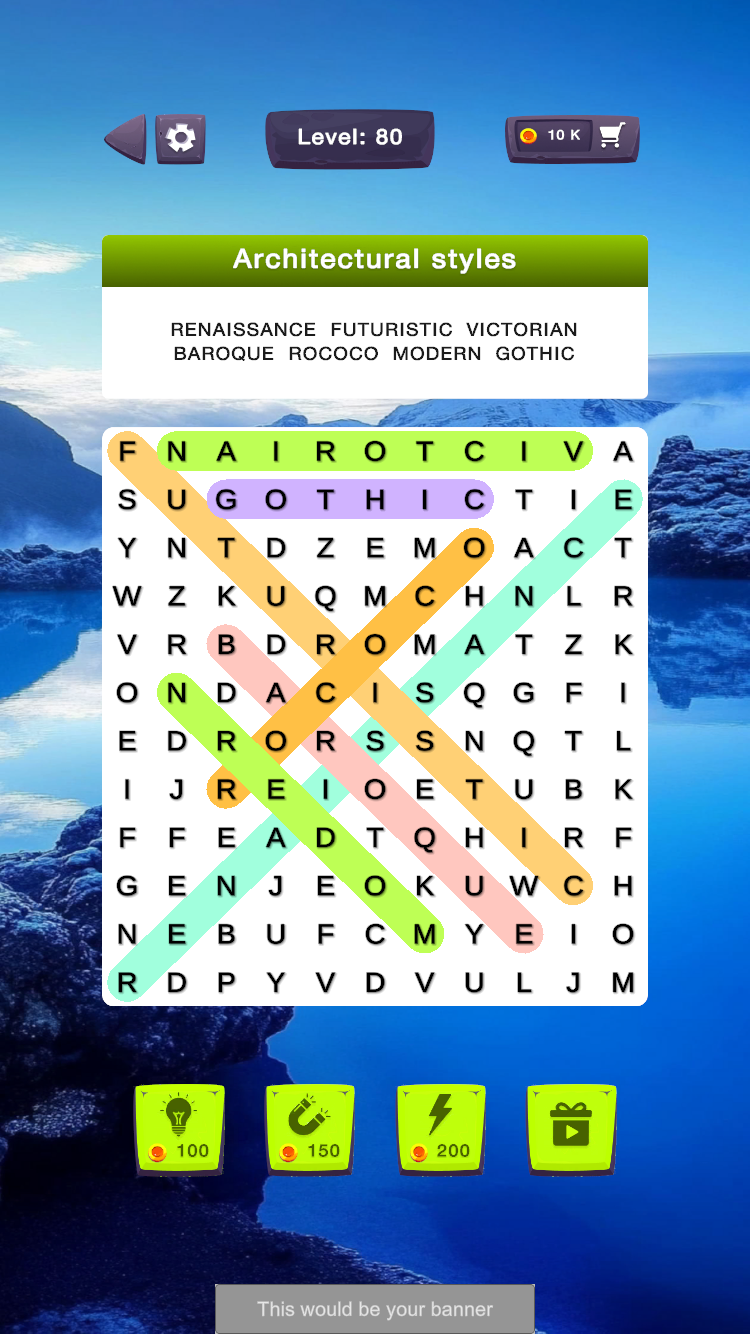 Level: 80
10 K
Architectural styles
RENAISSANCE FUTURISTIC VICTORIAN
BAROQUE ROCOCO MODERN GOTHIC
F N A I R O T C I V A
S U G O T H I C T I E
Y N T D Z E M O A C T
W Z K U Q M C H N L R
V R B D R O M A T Z K
O N D A C I S Q G F I
E D R O R S S N Q T L
I J R E I O E T U B K
F F E A D T Q H I R F
G E N J E O K U W C H
N E B U F C M Y E I O
R D P Y V D V U L J M
100 150 200
This would be your banner